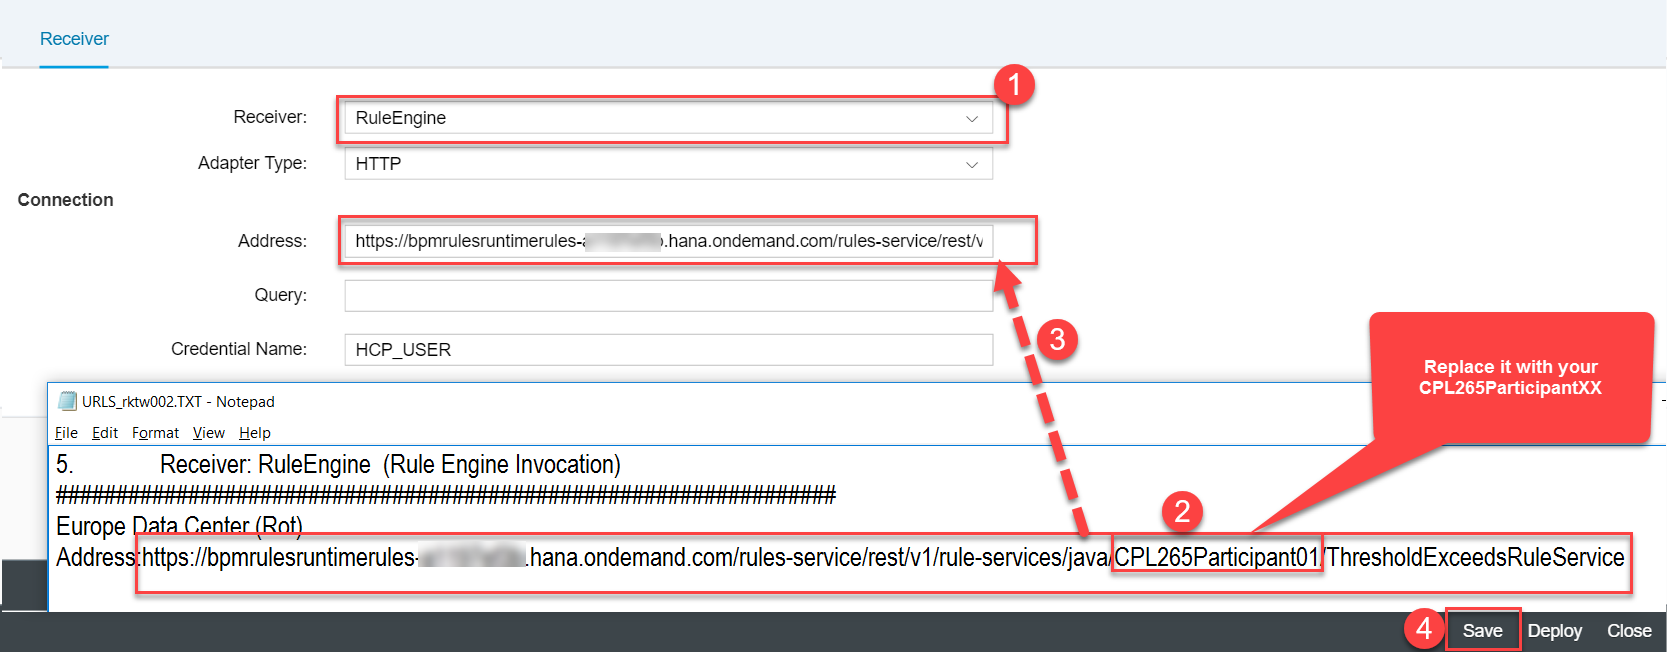 Receiver
1
Receiver: RuleEngine
Adapter Type: HTTP
Connection
Address: https://bpmrulesruntimerules- .hana.ondemand.com/rules-service/rest/v
Query:
3
Credential Name: HCP_USER
Replace it with your
CPL265ParticipantXX
URLS_rktw002.TXT - Notepad
File Edit Format View Help
5. Receiver: RuleEngine (Rule Engine Invocation)
################################################################
Europe Data Center (Rot)
2
Address:https://bpmrulesruntimerules- .hana.ondemand.com/rules-service/rest/v1/rule-services/java/CPL265Participant01/ThresholdExceedsRuleService
4 Save Deploy Close